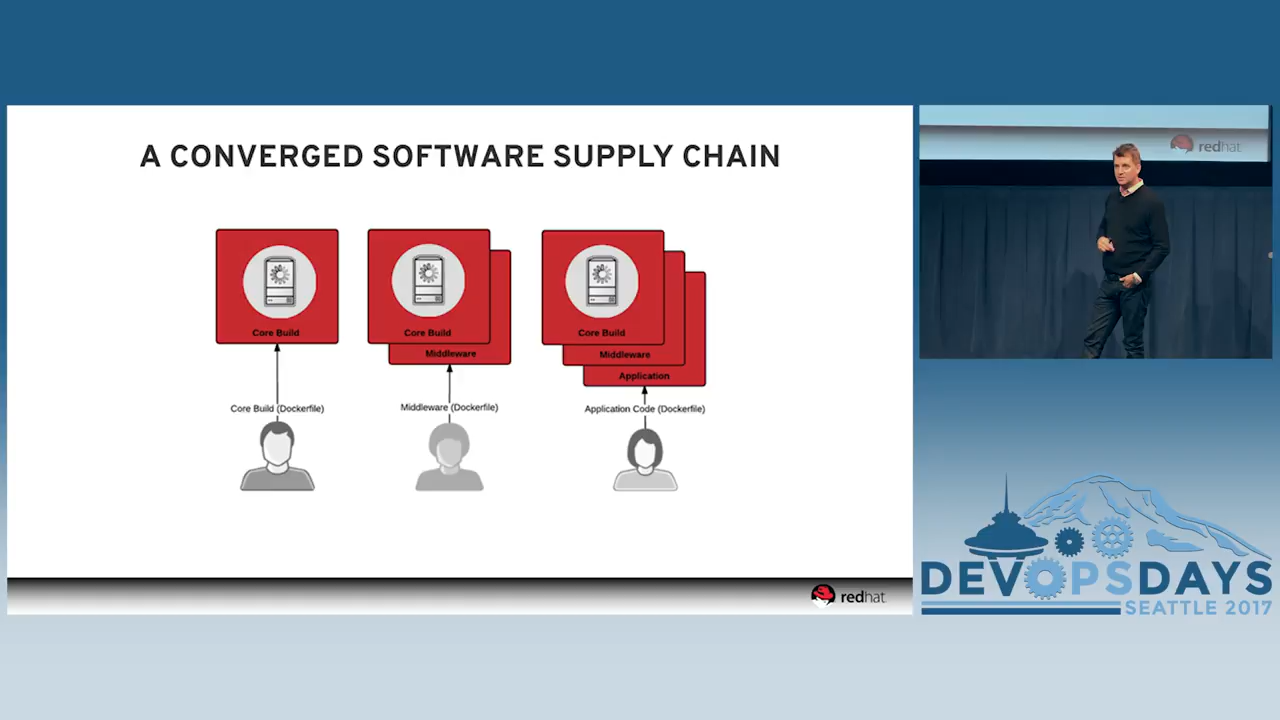 A CONVERGED SOFTWARE SUPPLY CHAIN
Core Build
Core Build
Middleware
Core Build
Middleware
Application
Core Build (Dockerfile)
Middleware (Dockerfile)
Application Code (Dockerfile)
redhat
redhat
DEVOPSDAYS
SEATTLE 2017